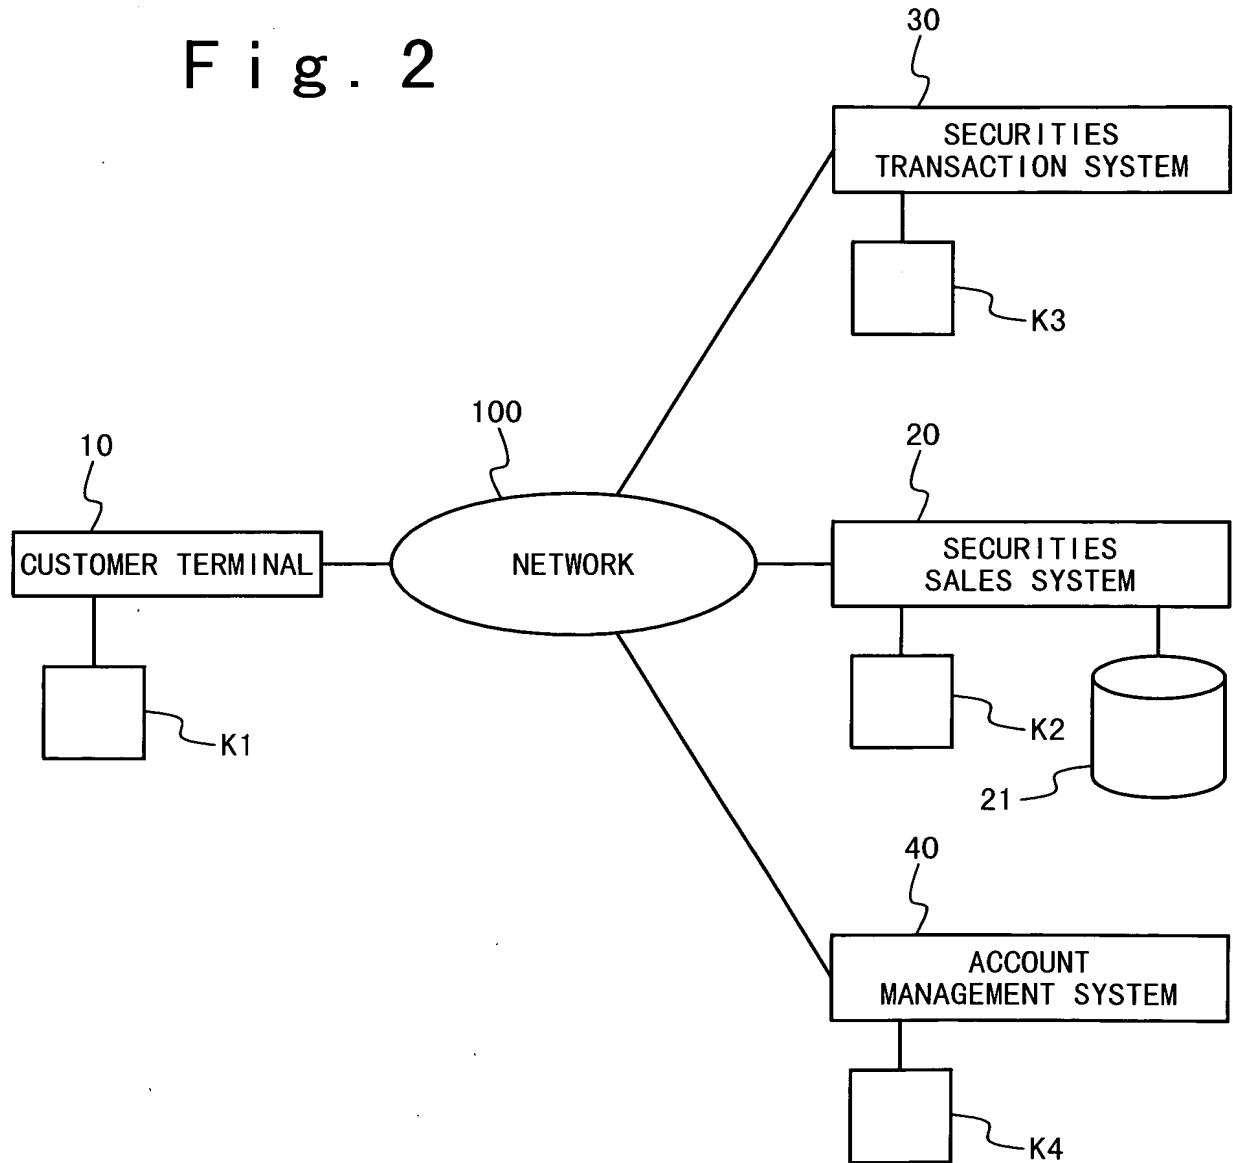 Fig. 2
30
SECURITIES
TRANSACTION SYSTEM
K3
100
10
20
CUSTOMER TERMINAL
NETWORK
SECURITIES
SALES SYSTEM
K1
K2
21
40
ACCOUNT
MANAGEMENT SYSTEM
K4